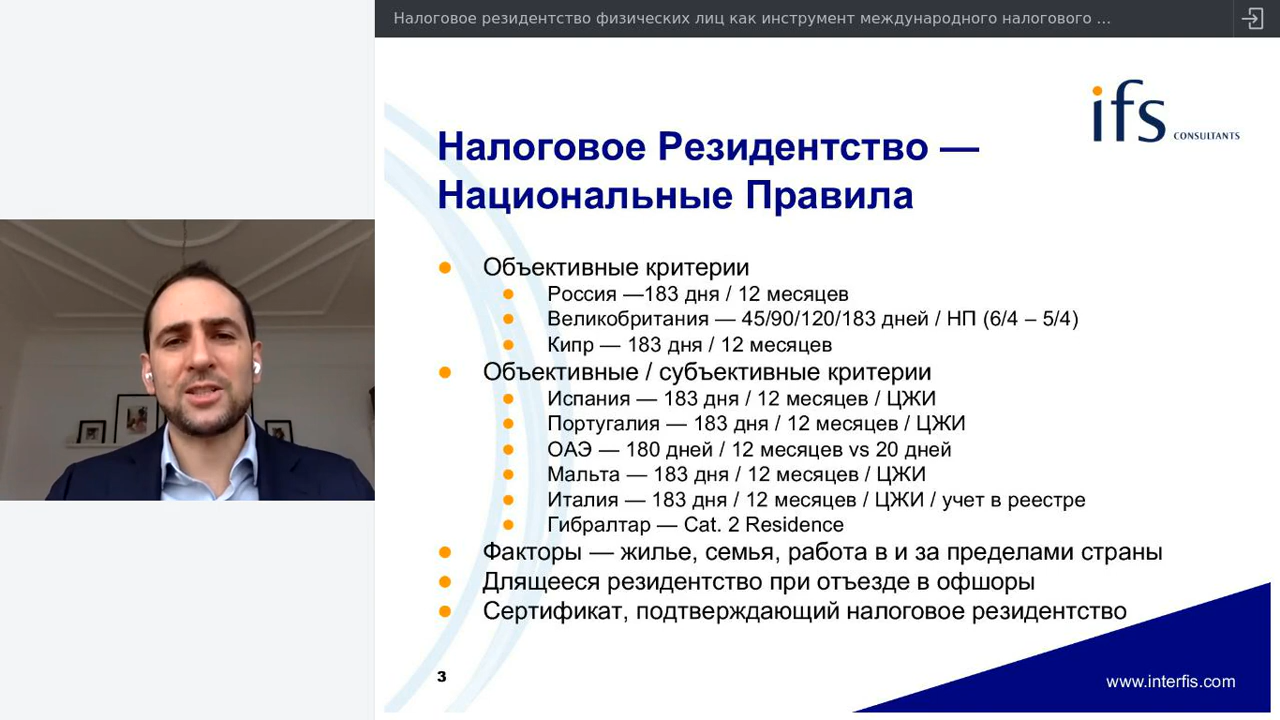 Налоговое резидентство физических лиц как инструмент международного налогового ...
ifs CONSULTANTS
Налоговое Резидентство —
Национальные Правила
Объективные критерии
Россия —183 дня / 12 месяцев
Великобритания — 45/90/120/183 дней / НП (6/4 – 5/4)
Кипр — 183 дня / 12 месяцев
Объективные / субъективные критерии
Испания — 183 дня / 12 месяцев / ЦЖИ
Португалия — 183 дня / 12 месяцев / ЦЖИ
ОАЭ — 180 дней / 12 месяцев vs 20 дней
Мальта — 183 дня / 12 месяцев / ЦЖИ
Италия — 183 дня / 12 месяцев / ЦЖИ / учет в реестре
Гибралтар — Cat. 2 Residence
Факторы — жилье, семья, работа в и за пределами страны
Длящееся резидентство при отъезде в офшоры
Сертификат, подтверждающий налоговое резидентство
3
www.interfis.com